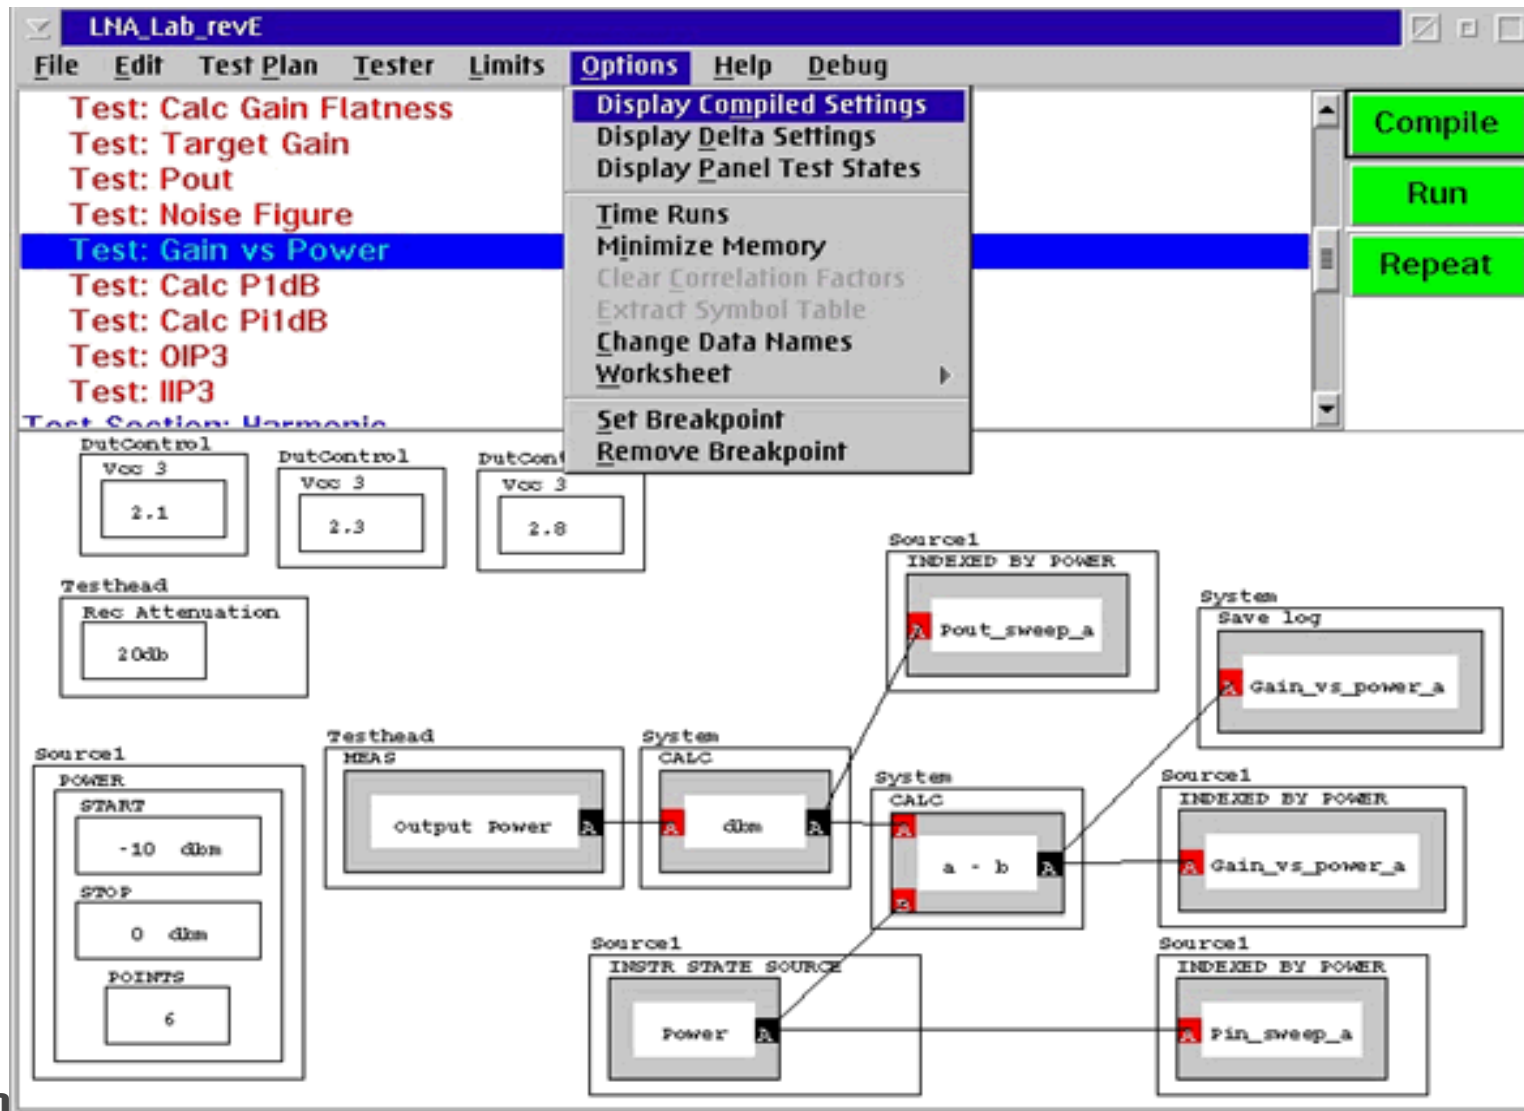 LNA_Lab_revE
File Edit Test Plan Tester Limits Options Help Debug
Test: Calc Gain Flatness
Test: Target Gain
Test: Pout
Test: Noise Figure
Test: Gain vs Power
Test: Calc P1dB
Test: Calc Pi1dB
Test: OIP3
Test: IIP3
Test Section: Harmonic
Display Compiled Settings
Display Delta Settings
Display Panel Test States
Time Runs
Minimize Memory
Clear Correlation Factors
Extract Symbol Table
Change Data Names
Worksheet
Set Breakpoint
Remove Breakpoint
Compile
Run
Repeat
DutControl
Vcc 3
2.1
DutControl
Vcc 3
2.3
DutCont
Vcc 3
2.8
Testhead
Rec Attenuation
20db
Source1
INDEXED BY POWER
A Pout_sweep_a
System
Save log
A Gain_vs_power_a
Source1
POWER
START
-10 dbm
STOP
0 dbm
POINTS
6
Testhead
MEAS
Output Power A
System
CALC
A dbm A
System
CALC
A
a - b A
B
Source1
INDEXED BY POWER
A Gain_vs_power_a
Source1
INSTR STATE SOURCE
Power A
Source1
INDEXED BY POWER
A Pin_sweep_a